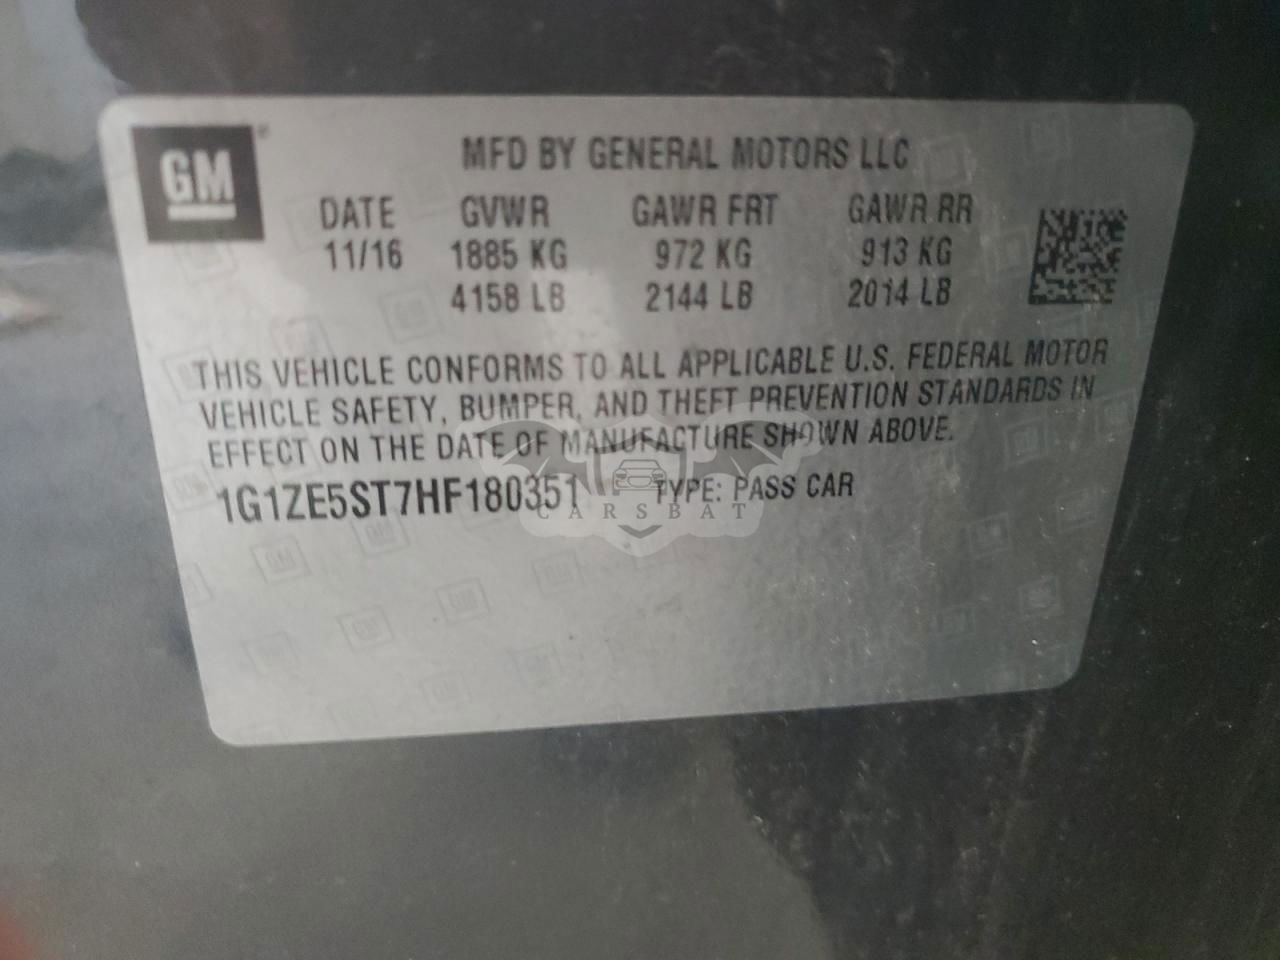 GM
MFD BY GENERAL MOTORS LLC
DATE GVWR GAWR FRT GAWR RR
11/16 1885 KG 972 KG 913 KG
4158 LB 2144 LB 2014 LB
THIS VEHICLE CONFORMS TO ALL APPLICABLE U.S. FEDERAL MOTOR
VEHICLE SAFETY, BUMPER, AND THEFT PREVENTION STANDARDS IN
EFFECT ON THE DATE OF MANUFACTURE SHOWN ABOVE.
1G1ZE5ST7HF180351 TYPE: PASS CAR
CARSBAT